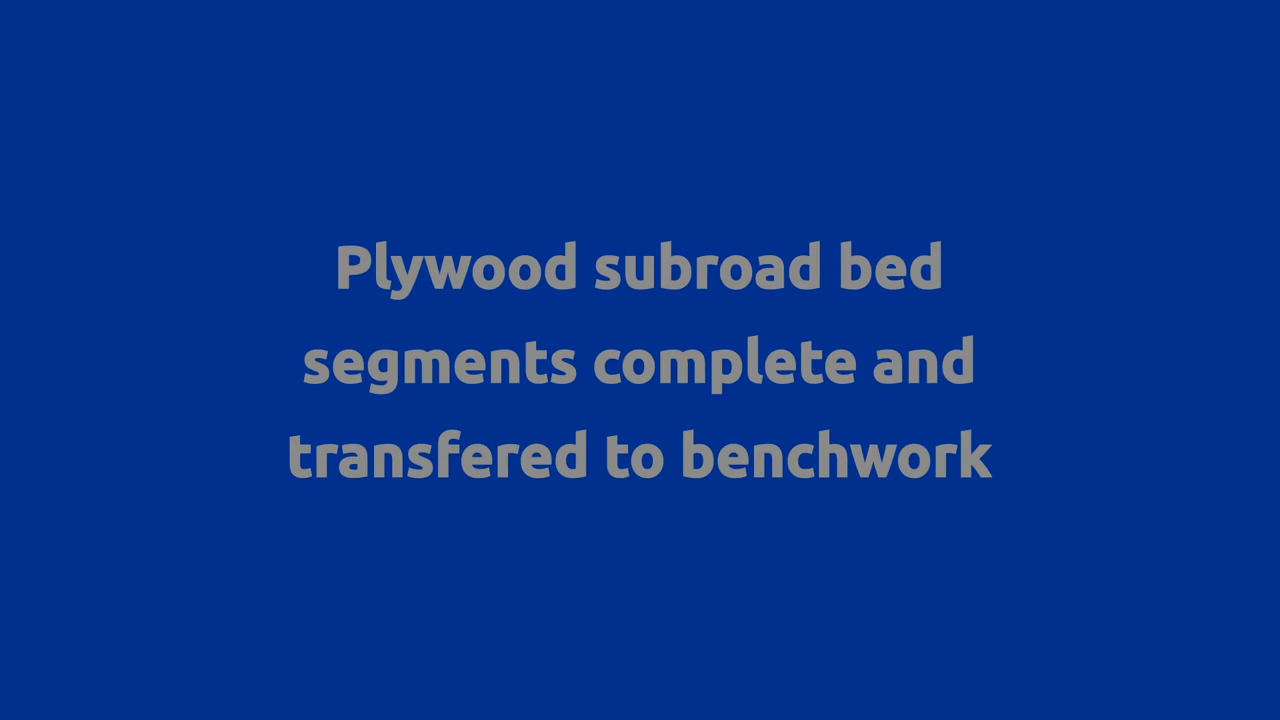 Plywood subroad bed
segments complete and
transfered to benchwork